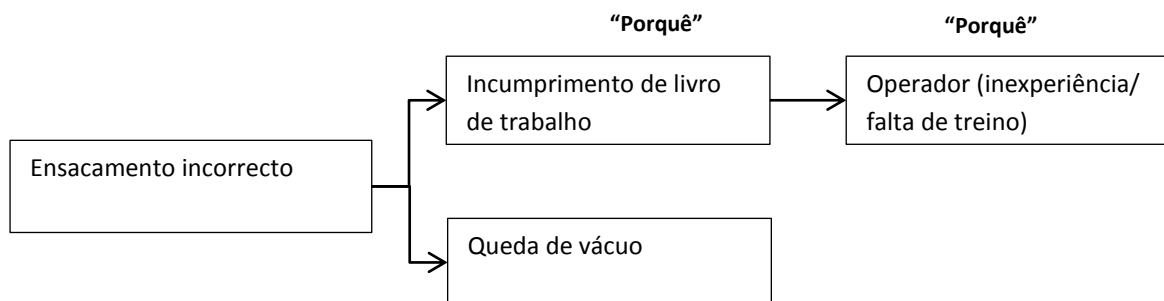 “Porquê”
“Porquê”
Incumprimento de livro
de trabalho
Operador (inexperiência/
falta de treino)
Ensacamento incorrecto
Queda de vácuo